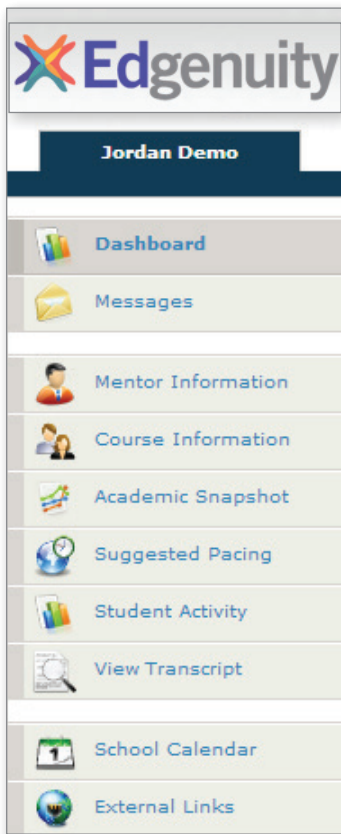 Edgenuity
Jordan Demo
Dashboard
Messages
Mentor Information
Course Information
Academic Snapshot
Suggested Pacing
Student Activity
View Transcript
1
School Calendar
External Links